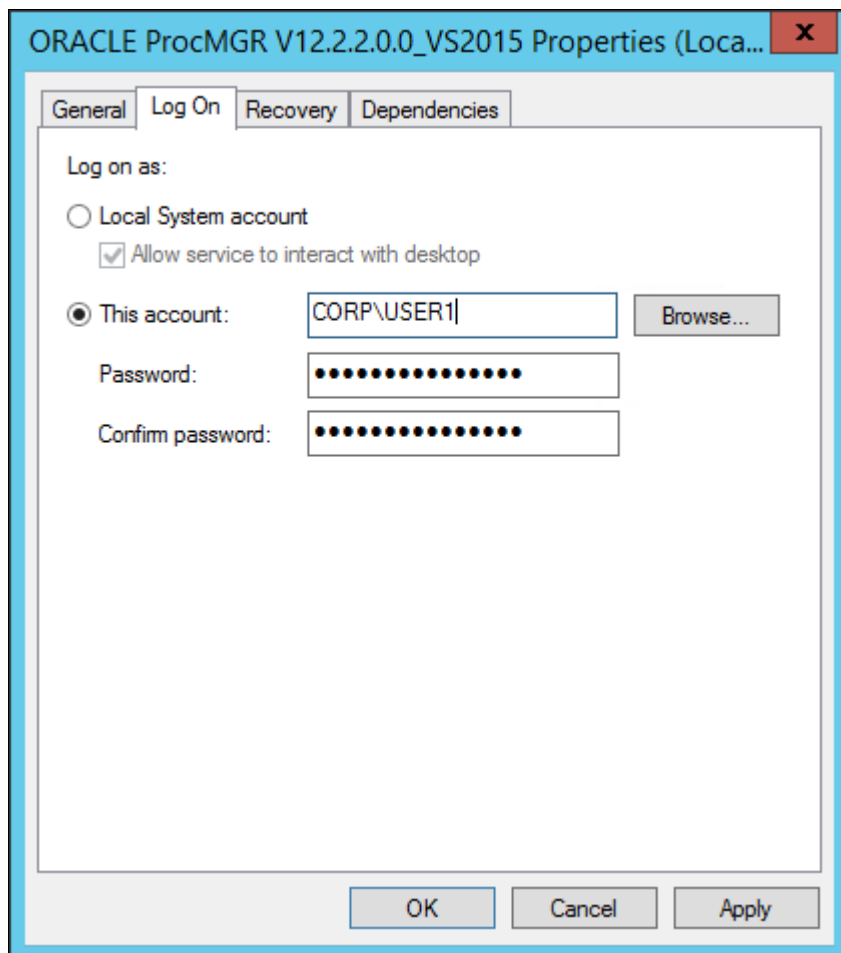 ORACLE ProcMGR V12.2.2.0.0_VS2015 Properties (Loca... x
General Log On Recovery Dependencies
Log on as:
Local System account
Allow service to interact with desktop
This account: CORP\USER1 Browse...
Password: •••••••••••••••
Confirm password: •••••••••••••••
OK Cancel Apply